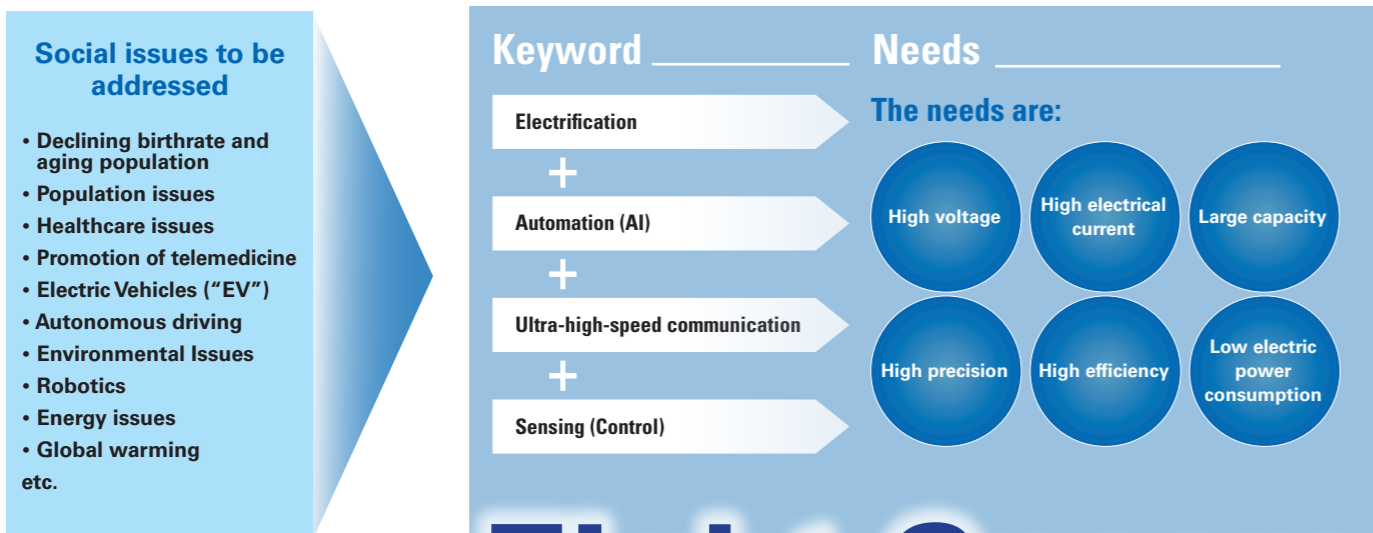 Social issues to be
addressed
• Declining birthrate and
aging population
• Population issues
• Healthcare issues
• Promotion of telemedicine
• Electric Vehicles (“EV”)
• Autonomous driving
• Environmental Issues
• Robotics
• Energy issues
• Global warming
etc.
Keyword
Electrification
+
Automation (AI)
+
Ultra-high-speed communication
+
Sensing (Control)
Needs
The needs are:
High voltage
High electrical
current
Large capacity
High precision
High efficiency
Low electric
power
consumption